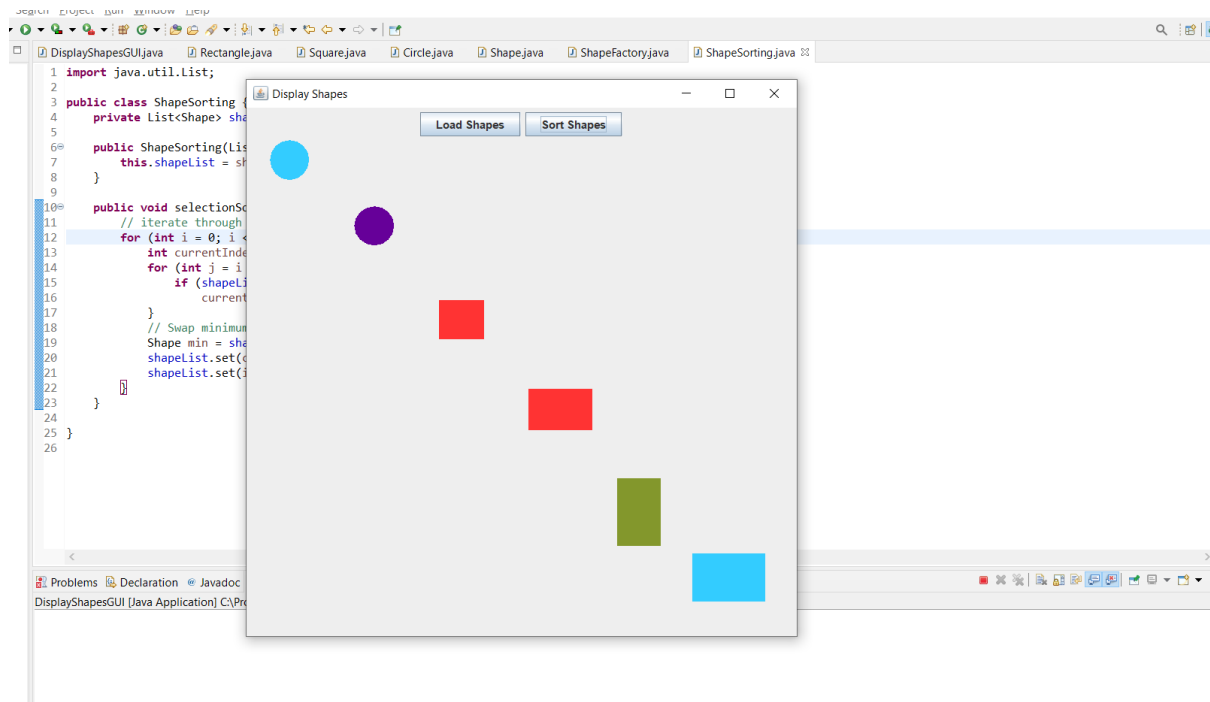 Search Project Run Window Help
DisplayShapesGUI.java Rectangle.java Square.java Circle.java Shape.java ShapeFactory.java ShapeSorting.java
1 import java.util.List;
2
3 public class ShapeSorting {
4 private List<Shape> sha
5
6 public ShapeSorting(Lis
7 this.shapeList = sh
8 }
9
10 public void selectionSo
11 // iterate through
12 for (int i = 0; i <
13 int currentInde
14 for (int j = i
15 if (shapeLi
16 current
17 }
18 // Swap minimum
19 Shape min = sha
20 shapeList.set(c
21 shapeList.set(i
22 }
23 }
24
25 }
26
Display Shapes
Load Shapes Sort Shapes
Problems Declaration Javadoc
DisplayShapesGUI [Java Application] C:\Pro